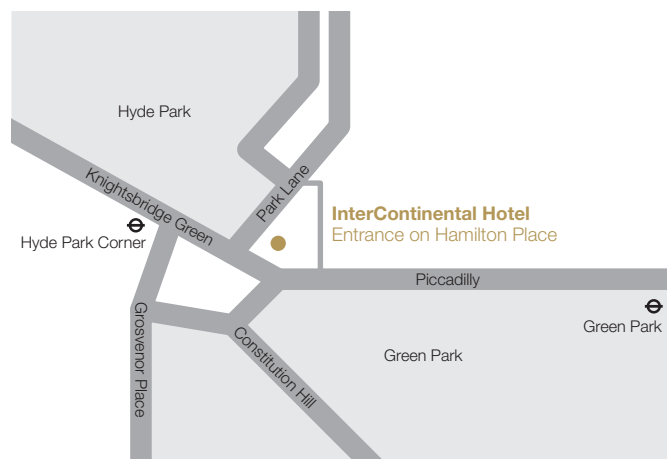 Hyde Park
Knightsbridge Green
Park Lane
InterContinental Hotel
Entrance on Hamilton Place
Hyde Park Corner
Piccadilly
Grosvenor Place
Constitution Hill
Green Park
Green Park